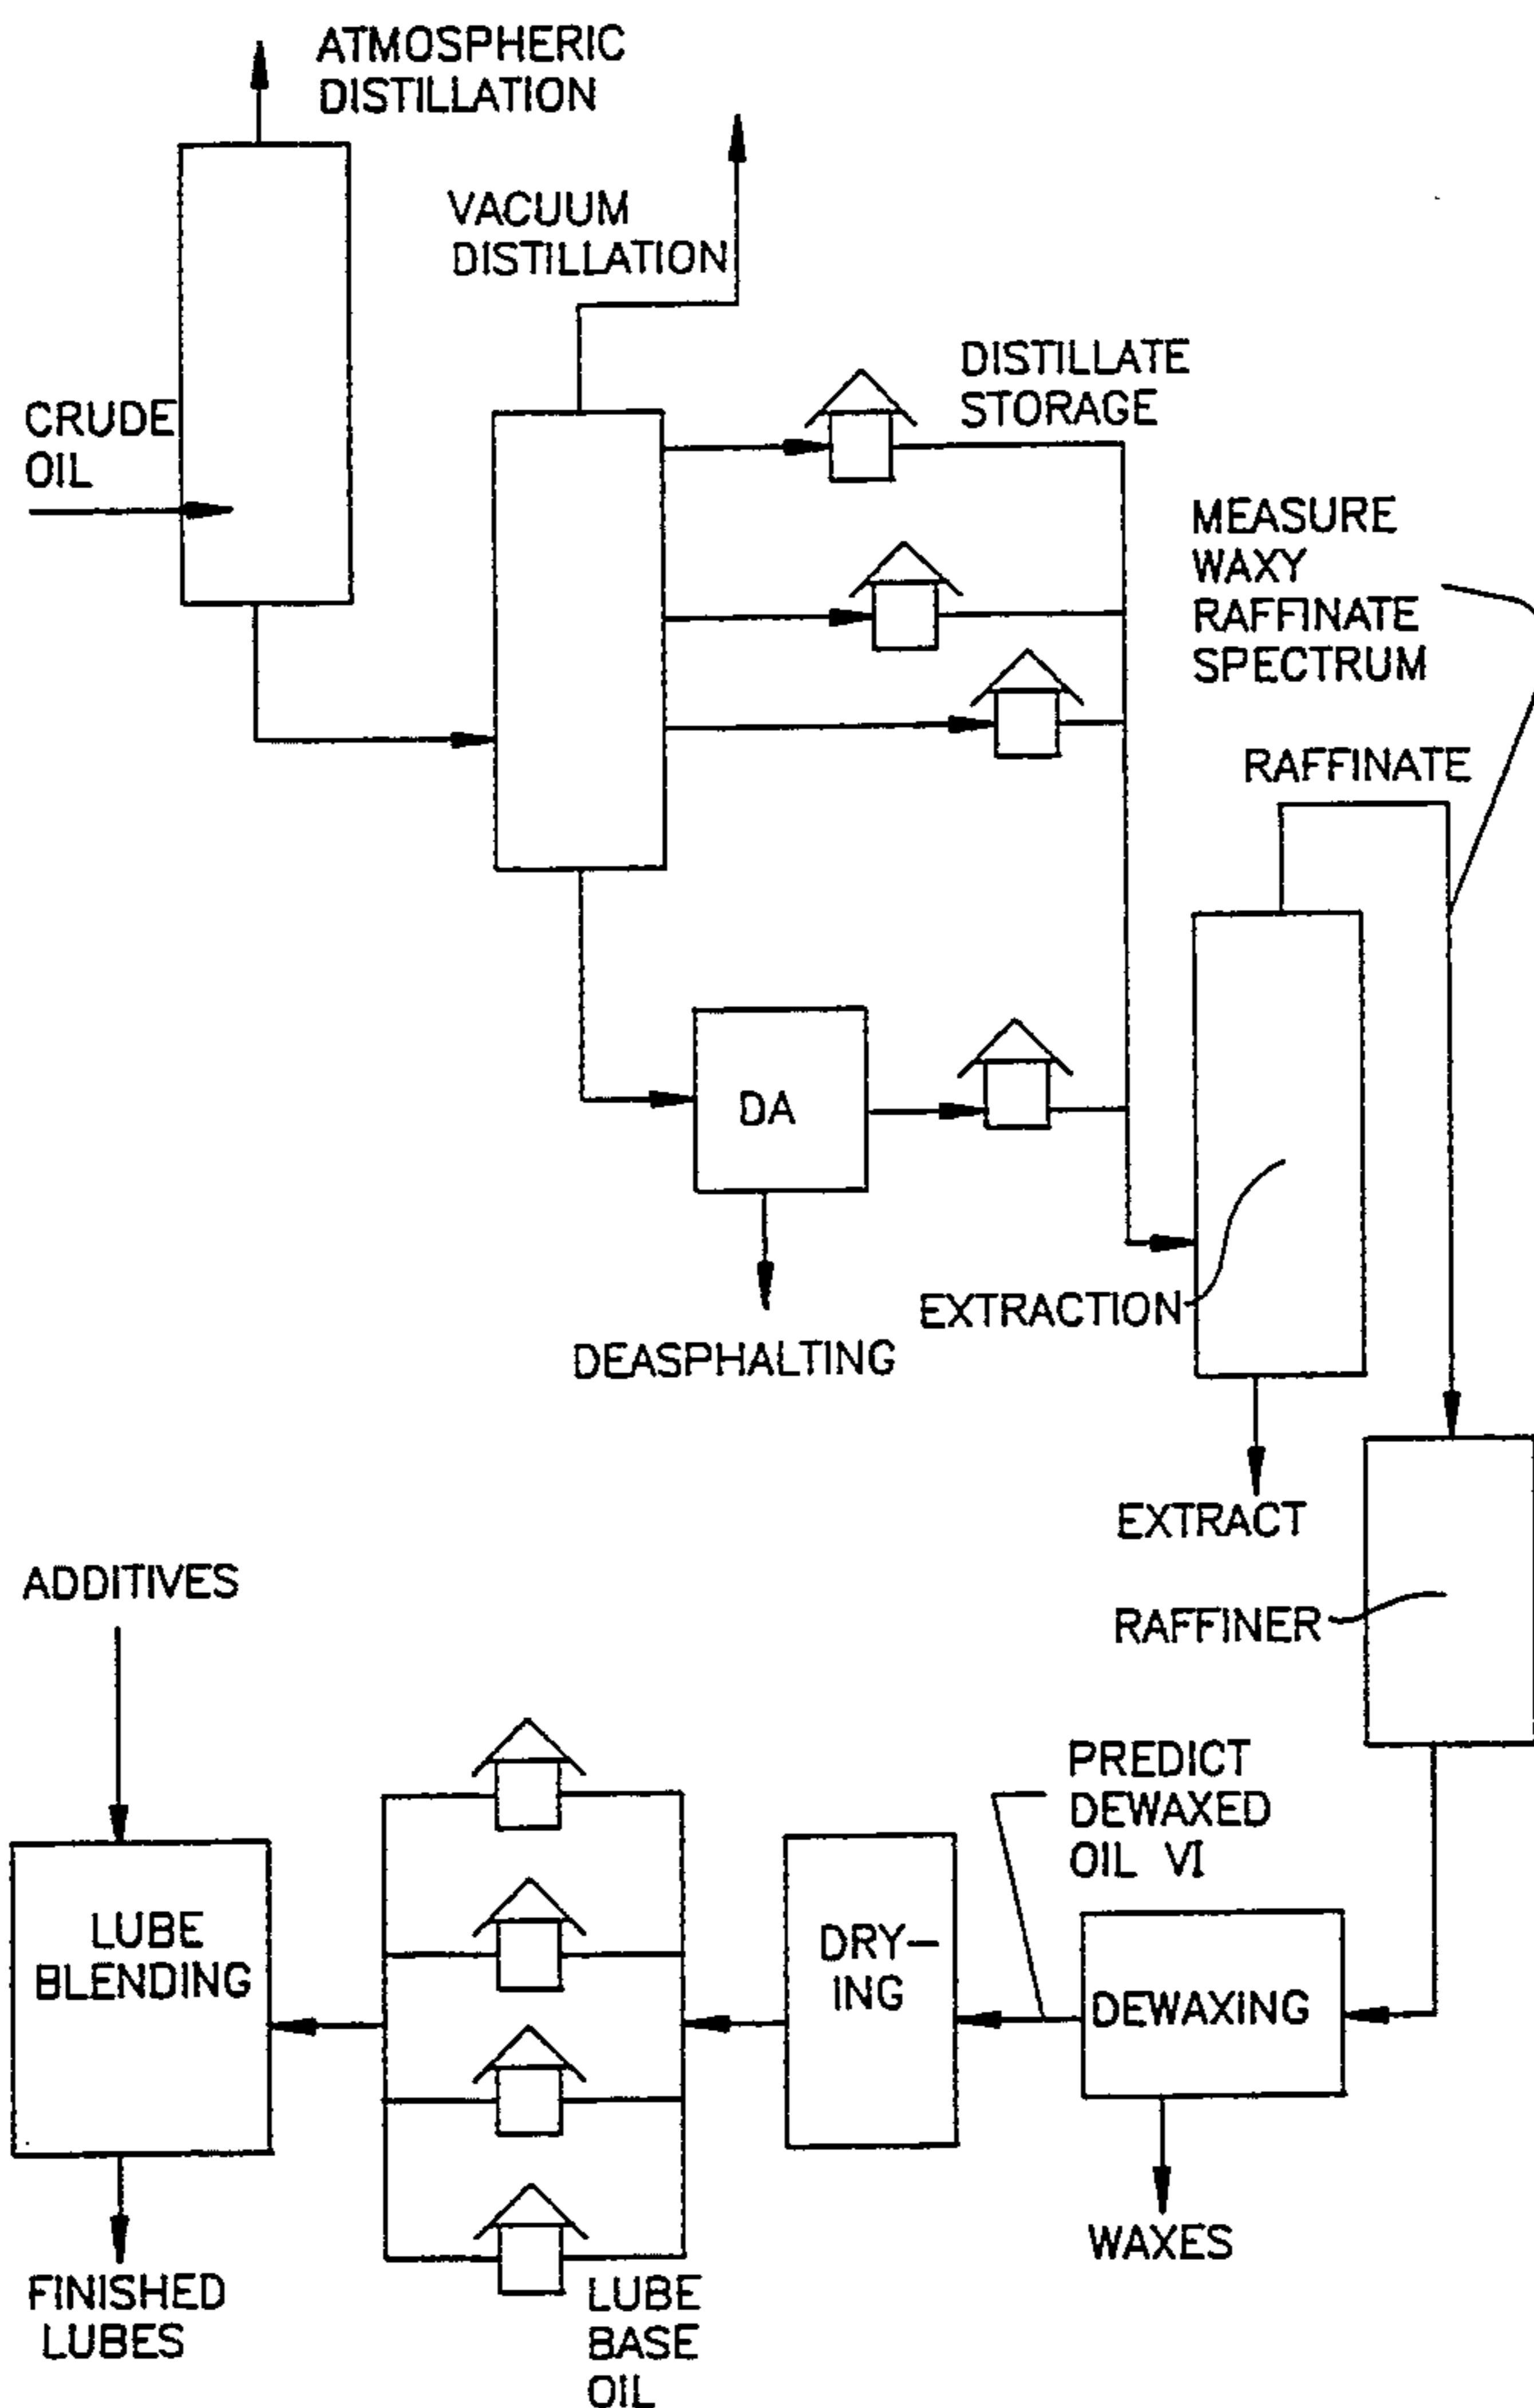 ATMOSPHERIC
DISTILLATION
VACUUM
DISTILLATION
DISTILLATE
STORAGE
CRUDE
OIL
MEASURE
WAXY
RAFFINATE
SPECTRUM
RAFFINATE
DA
EXTRACTION
DEASPHALTING
EXTRACT
ADDITIVES
RAFFINER
PREDICT
DEWAXED
OIL VI
LUBE
BLENDING
DRY-
ING
DEWAXING
WAXES
FINISHED
LUBES
LUBE
BASE
OIL